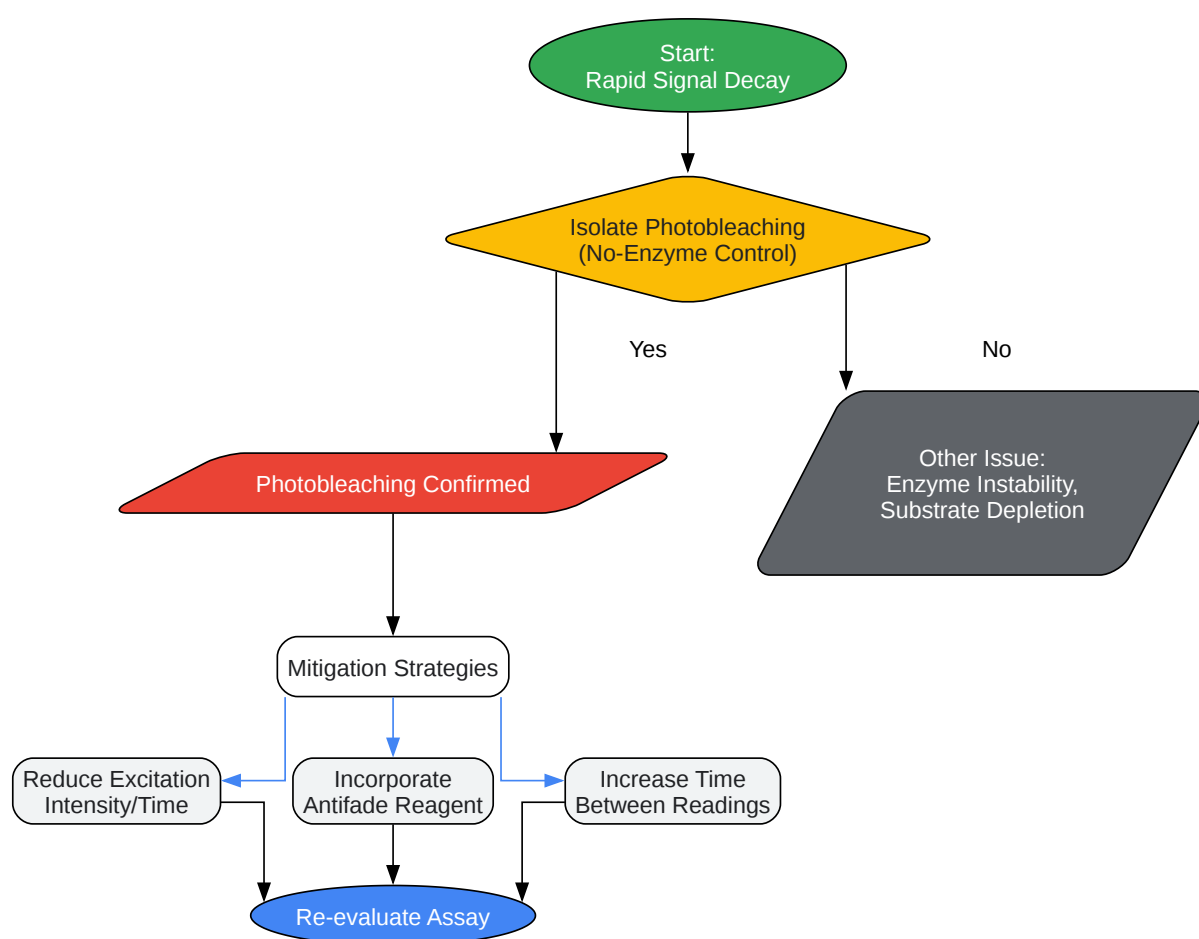 Start:
Rapid Signal Decay
Isolate Photobleaching
(No-Enzyme Control)
Yes
No
Other Issue:
Enzyme Instability,
Substrate Depletion
Photobleaching Confirmed
Mitigation Strategies
Reduce Excitation
Intensity/Time
Incorporate
Antifade Reagent
Increase Time
Between Readings
Re-evaluate Assay